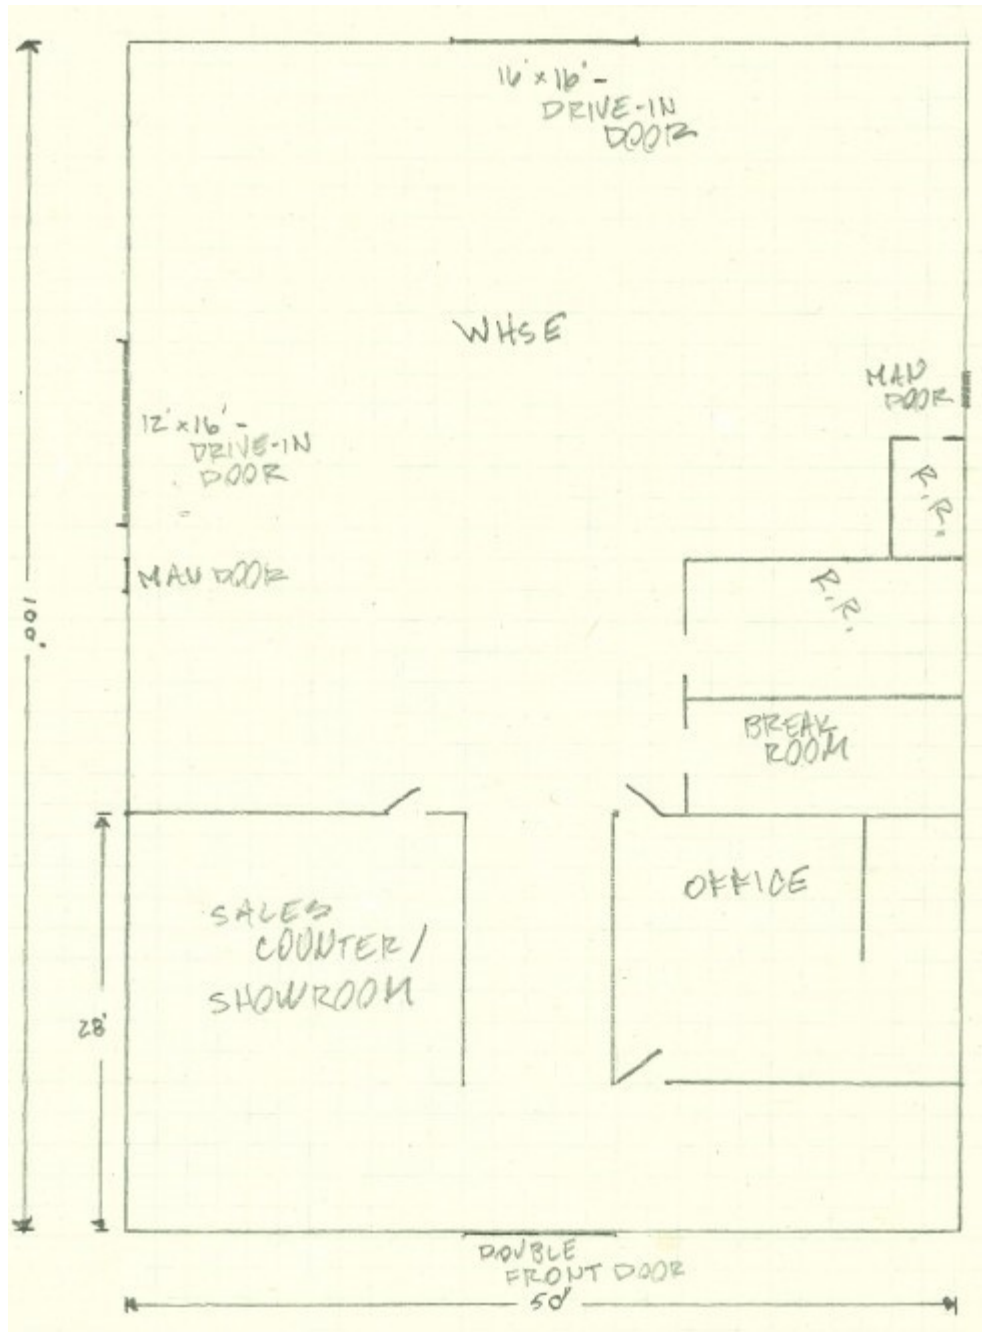 16'x16'-
DRIVE-IN
DOOR
WHSE
MAN
DOOR
12'x16'-
DRIVE-IN
DOOR
R.R.
MAN DOOR
R.R.
100'
BREAK
ROOM
OFFICE
SALES
COUNTER/
SHOWROOM
28'
DOUBLE
FRONT DOOR
50'